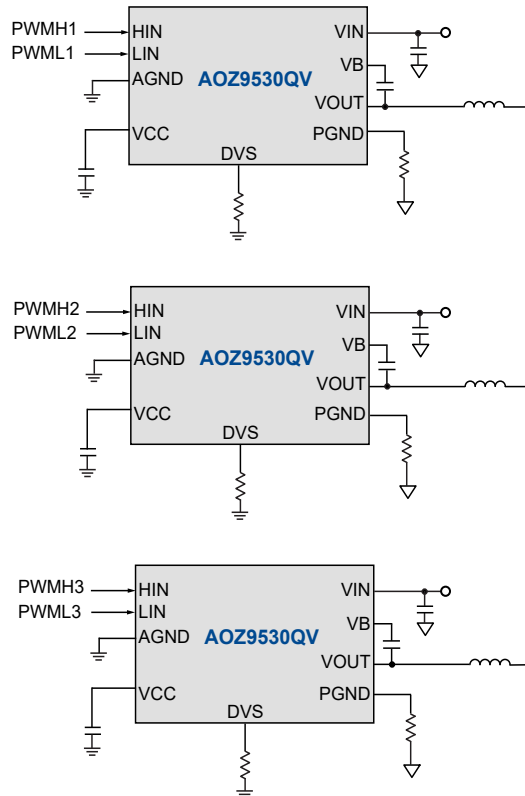 PWMH1 HIN VIN
PWML1 LIN
VB
AGND AOZ9530QV
VOUT
VCC PGND
DVS
PWMH2 HIN VIN
PWML2 LIN
VB
AGND AOZ9530QV
VOUT
VCC PGND
DVS
PWMH3 HIN VIN
PWML3 LIN
VB
AGND AOZ9530QV
VOUT
VCC PGND
DVS